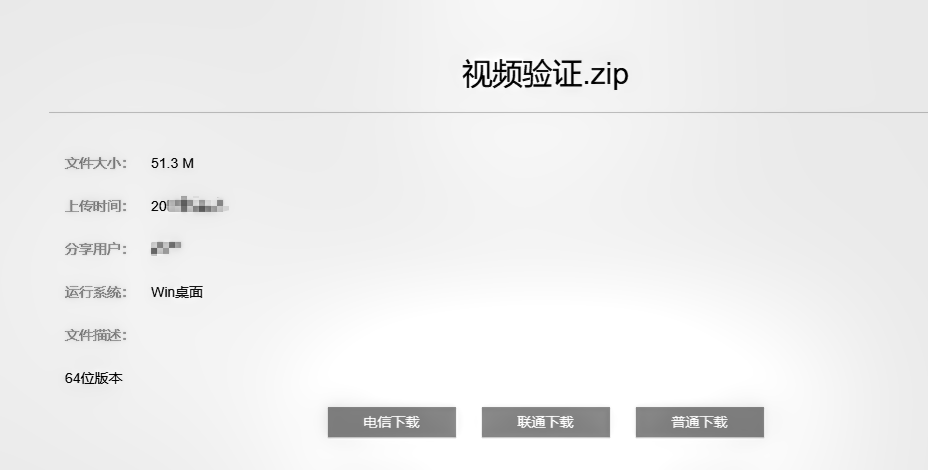 视频验证.zip
文件大小： 51.3 M
上传时间： 20
分享用户：
运行系统： Win桌面
文件描述：
64位版本
电信下载 联通下载 普通下载